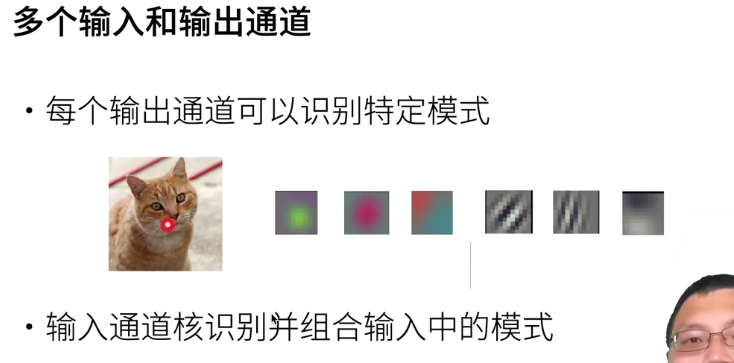 多个输入和输出通道
• 每个输出通道可以识别特定模式
• 输入通道核识别并组合输入中的模式